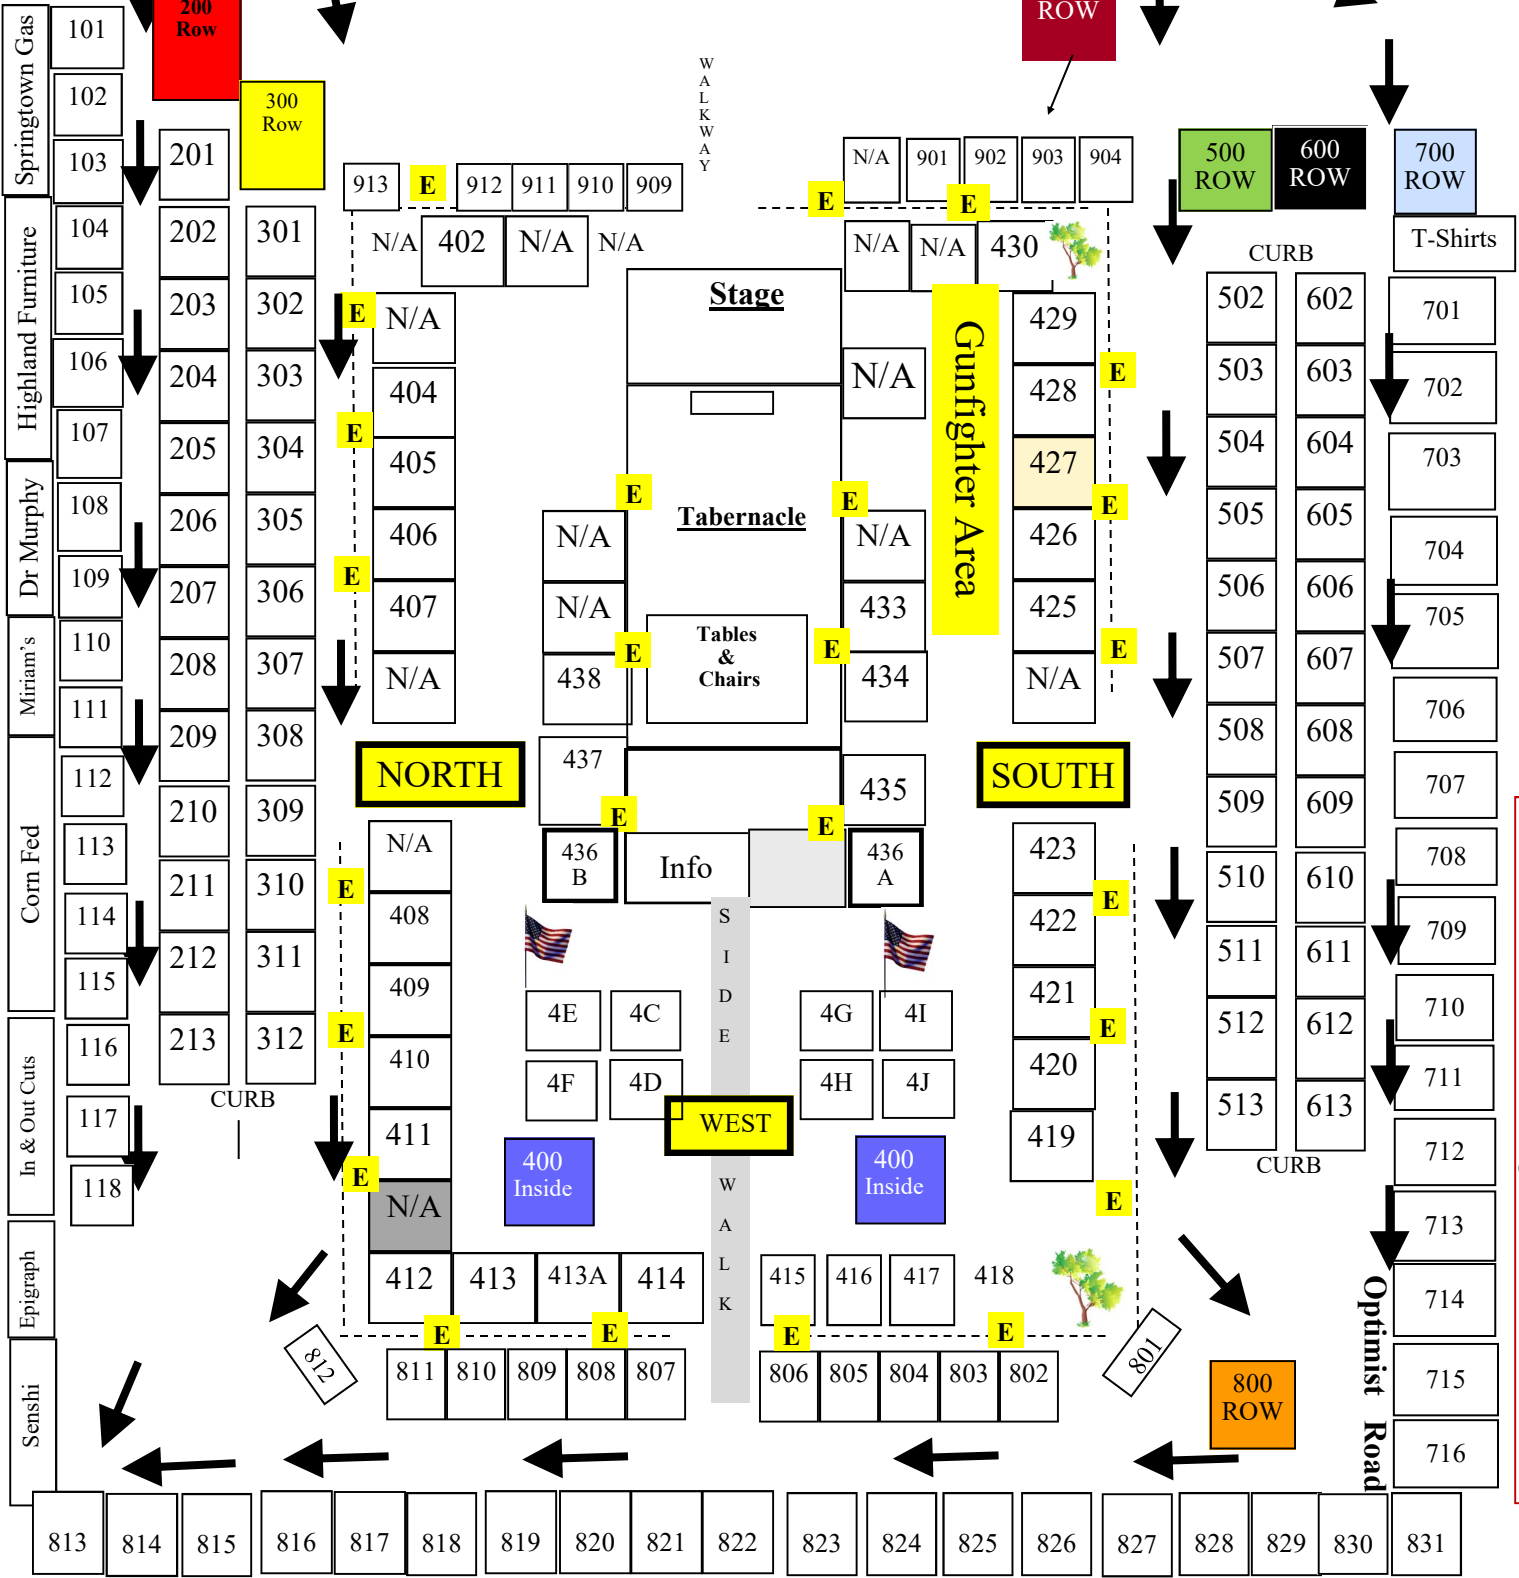 200
Row
ROW
Springtown Gas
101
102
103
201
300
Row
WALKWAY
913
E
912
911
910
909
N/A
901
902
903
904
500
ROW
600
ROW
700
ROW
E
E
T-Shirts
Highland Furniture
104
105
106
107
202
301
203
302
204
303
205
304
N/A
402
N/A
N/A
N/A
N/A
430
CURB
E
N/A
Stage
Gunfighter Area
429
E
502
602
701
404
N/A
428
503
603
702
E
405
427
504
604
703
Dr Murphy
108
109
206
305
207
306
E
E
E
406
N/A
Tabernacle
N/A
426
505
605
704
E
407
N/A
433
425
506
606
705
Miriam's
110
111
208
307
209
308
E
Tables
&
Chairs
E
E
N/A
438
434
N/A
507
607
706
508
608
NORTH
437
435
SOUTH
707
Corn Fed
112
113
114
115
210
309
211
310
212
311
E
E
509
609
N/A
436
B
Info
436
A
423
708
E
E
510
610
408
422
709
SIDE
511
611
409
4E
4C
4G
4I
421
710
In & Out Cuts
116
117
118
213
312
E
E
512
612
410
4F
4D
4H
4J
420
711
CURB
WEST
513
613
411
419
712
E
400
Inside
400
Inside
CURB
N/A
E
713
WALK
Epigraph
412
413
413A
414
415
416
417
418
714
Optimist Road
E
E
E
E
Senshi
812
811
810
809
808
807
806
805
804
803
802
801
800
ROW
715
716
813
814
815
816
817
818
819
820
821
822
823
824
825
826
827
828
829
830
831